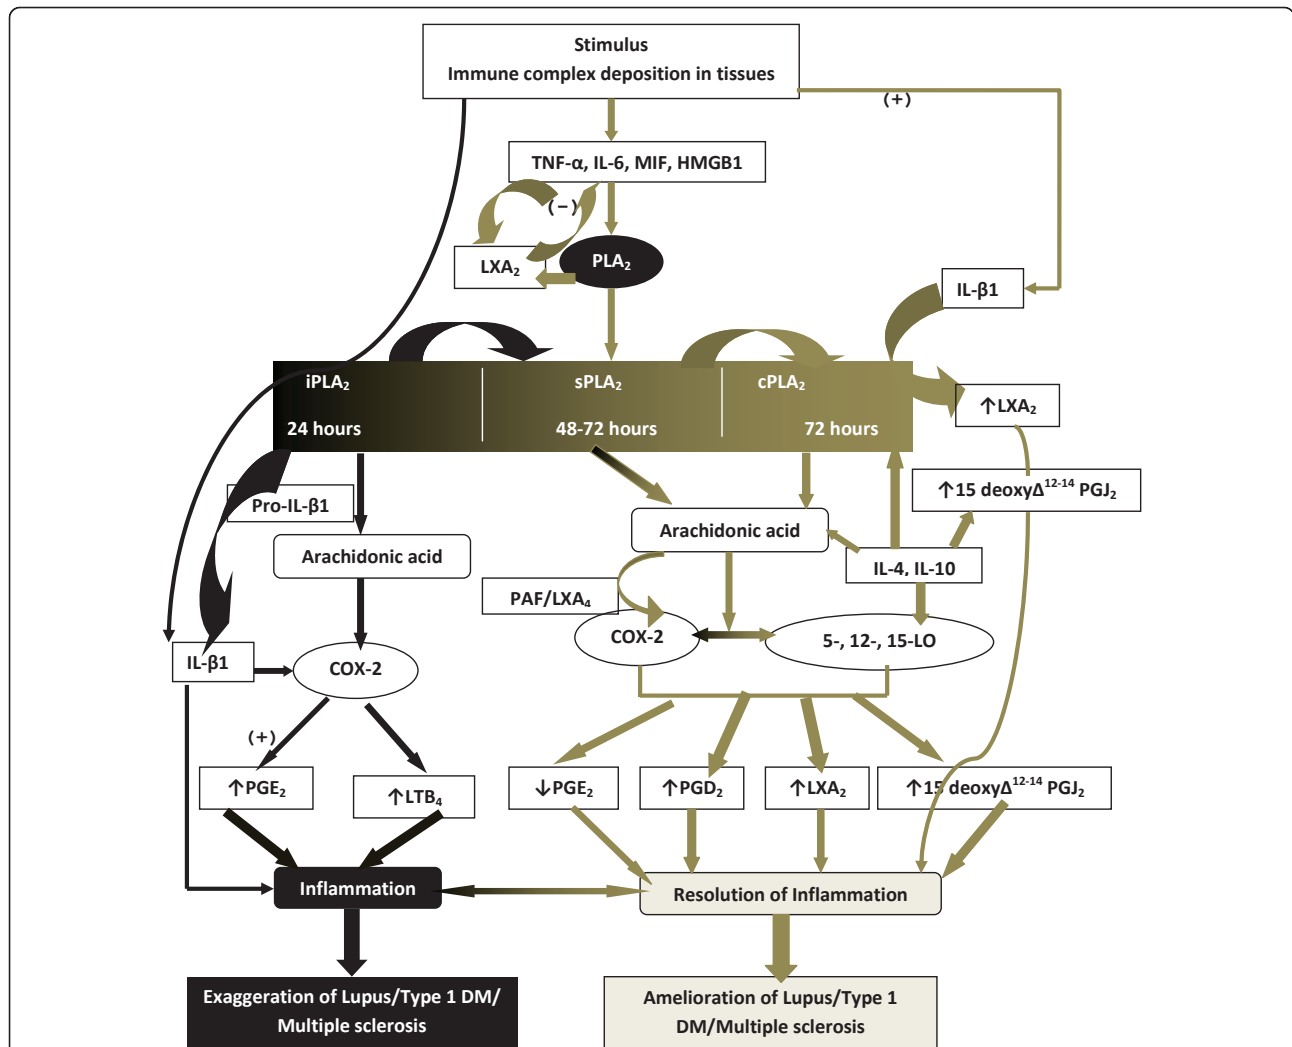 Stimulus
Immune complex deposition in tissues
(+)
TNF-α, IL-6, MIF, HMGB1
(−)
LXA₂
PLA₂
IL-β1
iPLA₂
sPLA₂
cPLA₂
24 hours
48-72 hours
72 hours
↑LXA₂
Pro-IL-β1
↑15 deoxyΔ¹²⁻¹⁴ PGJ₂
Arachidonic acid
Arachidonic acid
IL-4, IL-10
PAF/LXA₄
COX-2
5-, 12-, 15-LO
IL-β1
COX-2
(+)
↑PGE₂
↑LTB₄
↓PGE₂
↑PGD₂
↑LXA₂
↑15 deoxyΔ¹²⁻¹⁴ PGJ₂
Inflammation
Resolution of Inflammation
Exaggeration of Lupus/Type 1 DM/
Multiple sclerosis
Amelioration of Lupus/Type 1
DM/Multiple sclerosis